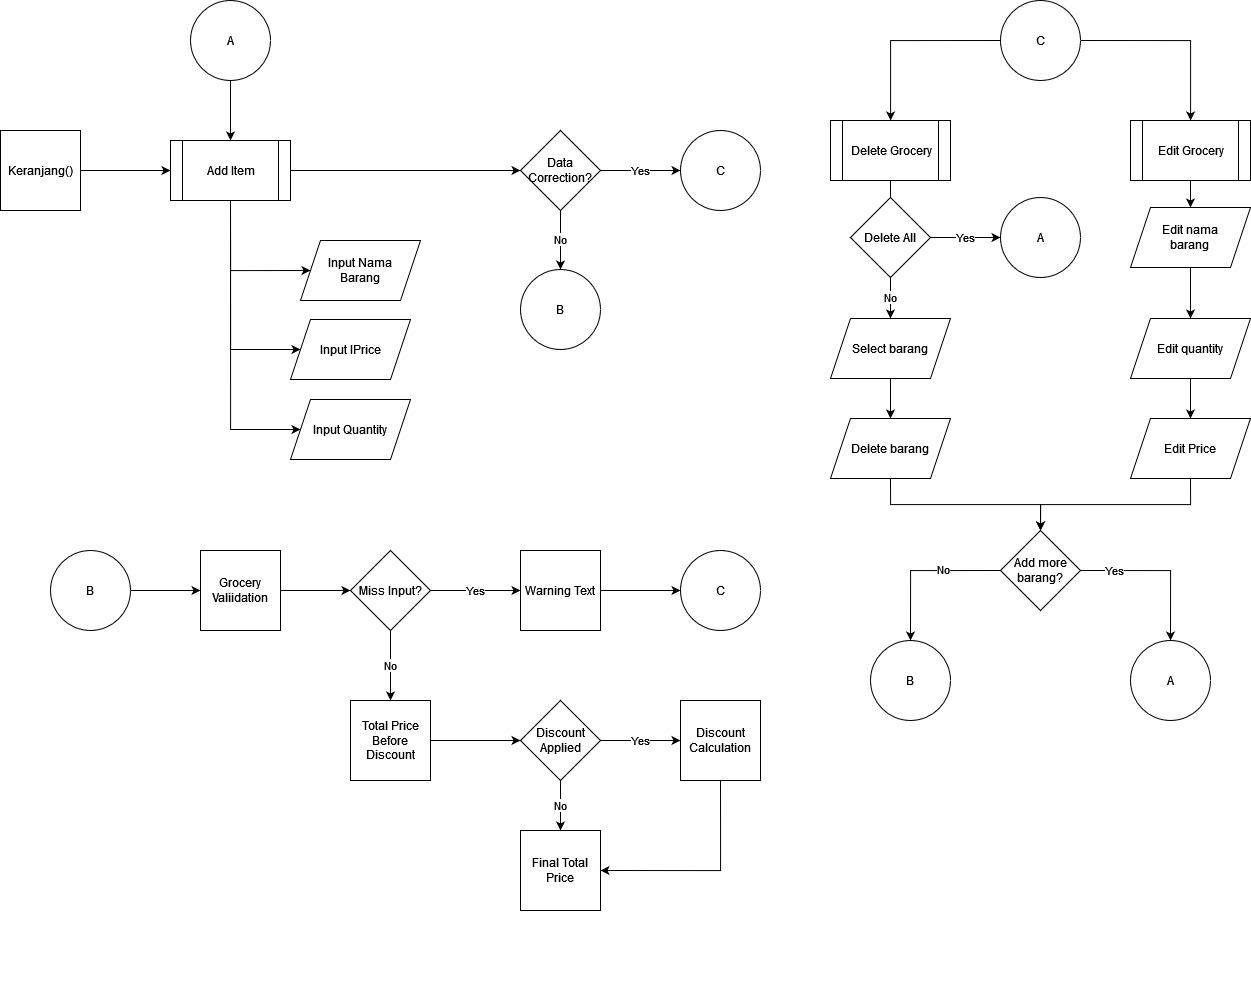 A
C
Keranjang()
Add Item
Data
Correction?
Yes
C
Delete Grocery
Edit Grocery
No
Input Nama
Barang
B
Input IPrice
Input Quantity
Delete All
Yes
A
Edit nama
barang
No
Select barang
Edit quantity
Delete barang
Edit Price
Add more
barang?
No
Yes
B
A
B
Grocery
Valiidation
Miss Input?
Yes
Warning Text
C
No
Total Price
Before
Discount
Discount
Applied
Yes
Discount
Calculation
No
Final Total
Price